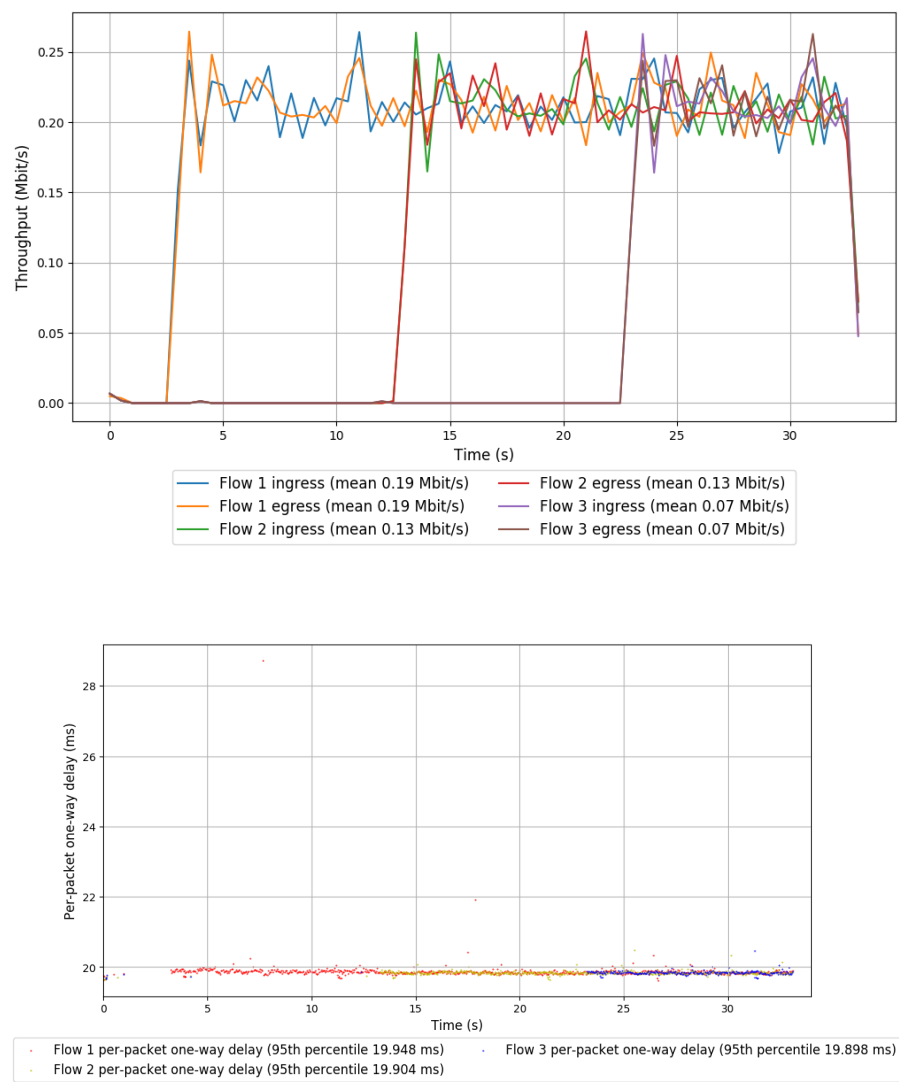 0.25
0.20
0.15
0.10
0.05
0.00
Throughput (Mbit/s)
0 5 10 15 20 25 30
Time (s)
Flow 1 ingress (mean 0.19 Mbit/s) Flow 2 egress (mean 0.13 Mbit/s)
Flow 1 egress (mean 0.19 Mbit/s) Flow 3 ingress (mean 0.07 Mbit/s)
Flow 2 ingress (mean 0.13 Mbit/s) Flow 3 egress (mean 0.07 Mbit/s)
28
26
24
22
20
Per-packet one-way delay (ms)
0 5 10 15 20 25 30
Time (s)
Flow 1 per-packet one-way delay (95th percentile 19.948 ms) Flow 3 per-packet one-way delay (95th percentile 19.898 ms)
Flow 2 per-packet one-way delay (95th percentile 19.904 ms)